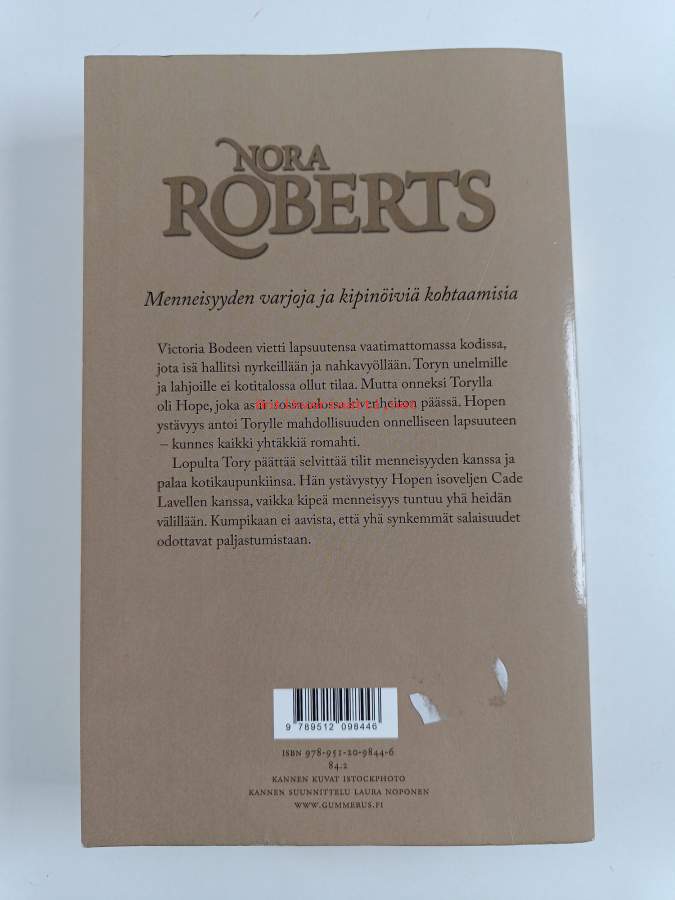 NORA
ROBERTS
Menneisyyden varjoja ja kipinöiviä kohtaamisia
Victoria Bodeen vietti lapsuutensa vaatimattomassa kodissa,
jota isä hallitsi nyrkeillään ja nahkavyöllään. Toryn unelmille
ja lahjoille ei kotitalossa ollut tilaa. Mutta onneksi Torylla
oli Hope, joka asui isossa talossa kivenheiton päässä. Hopen
ystävyys antoi Torylle mahdollisuuden onnelliseen lapsuuteen
– kunnes kaikki yhtäkkiä romahti.
Lopulta Tory päättää selvittää tilit menneisyyden kanssa ja
palaa kotikaupunkiinsa. Hän ystävystyy Hopen isoveljen Cade
Lavellen kanssa, vaikka kipeä menneisyys tuntuu yhä heidän
välillään. Kumpikaan ei aavista, että yhä synkemmät salaisuudet
odottavat paljastumistaan.
9 789512 098446
ISBN 978-951-20-9844-6
84.2
KANNEN KUVAT ISTOCKPHOTO
KANNEN SUUNNITTELU LAURA NOPONEN
WWW.GUMMERUS.FI